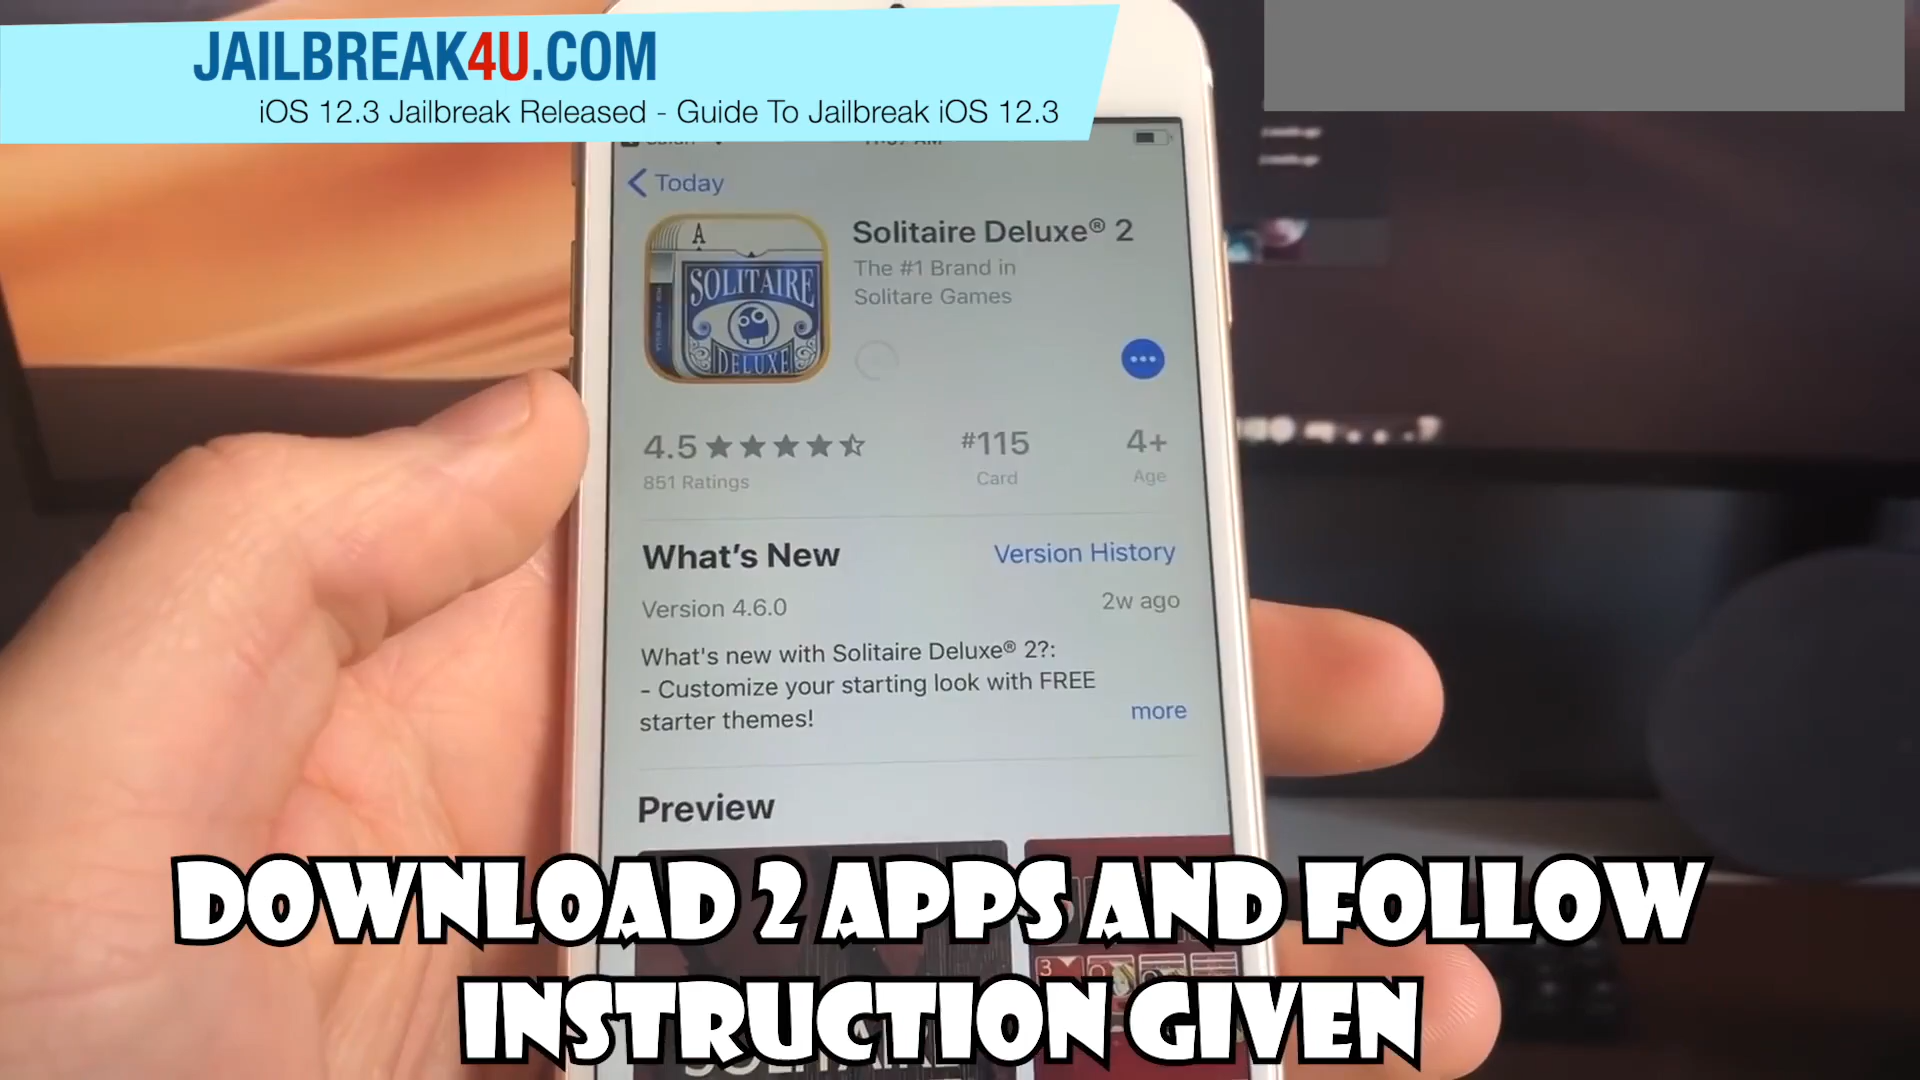 JAILBREAK4U.COM
iOS 12.3 Jailbreak Released - Guide To Jailbreak iOS 12.3
Today
A
SOLITAIRE
DELUXE
Solitaire Deluxe® 2
The #1 Brand in
Solitare Games
4.5
#115
4+
851 Ratings
Card
Age
What's New
Version History
Version 4.6.0
2w ago
What's new with Solitaire Deluxe® 2?:
- Customize your starting look with FREE
starter themes!
more
Preview
3
DOWNLOAD 2 APPS AND FOLLOW
INSTRUCTION GIVEN